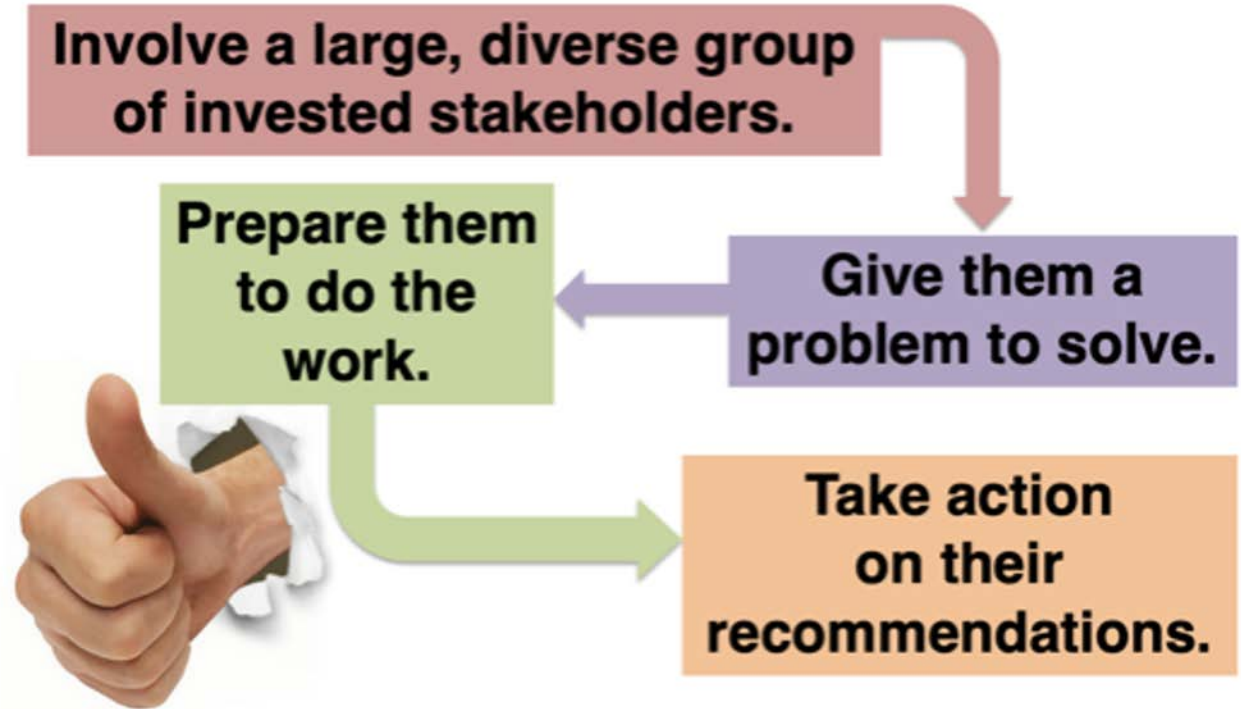 Involve a large, diverse group
of invested stakeholders.
Give them a
problem to solve.
Prepare them
to do the
work.
Take action
on their
recommendations.